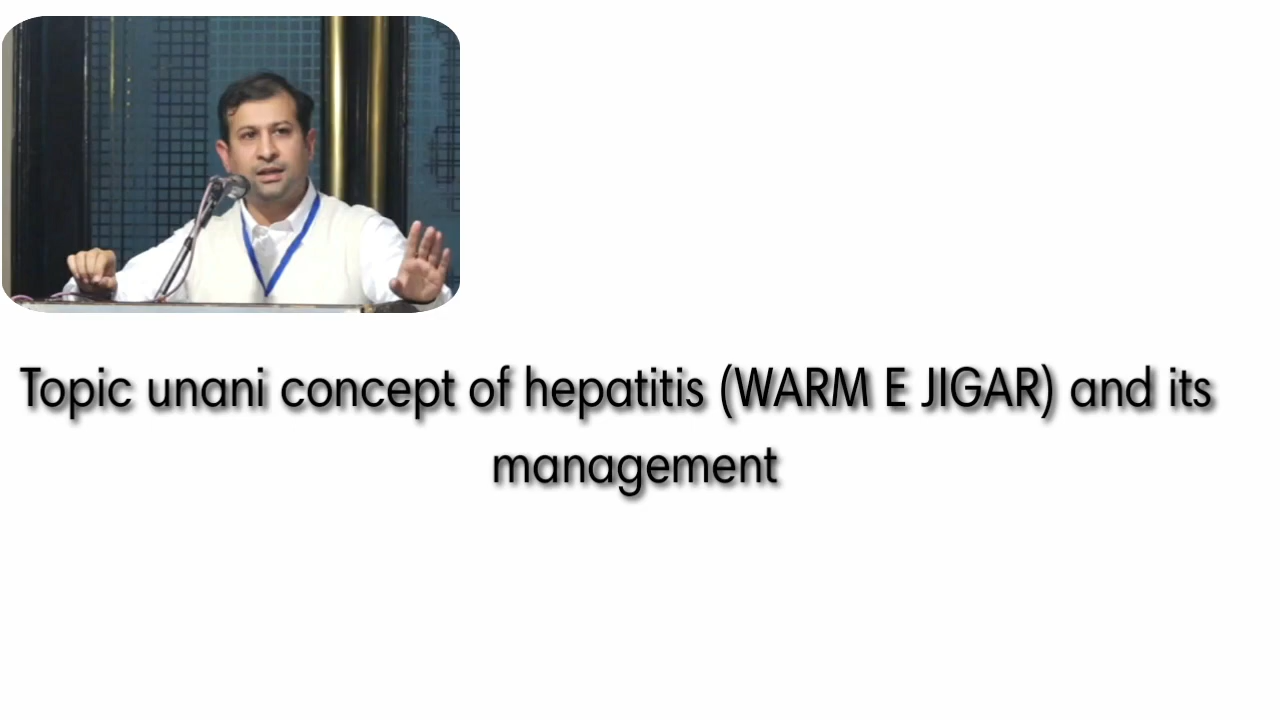 Topic unani concept of hepatitis (WARM E JIGAR) and its
management